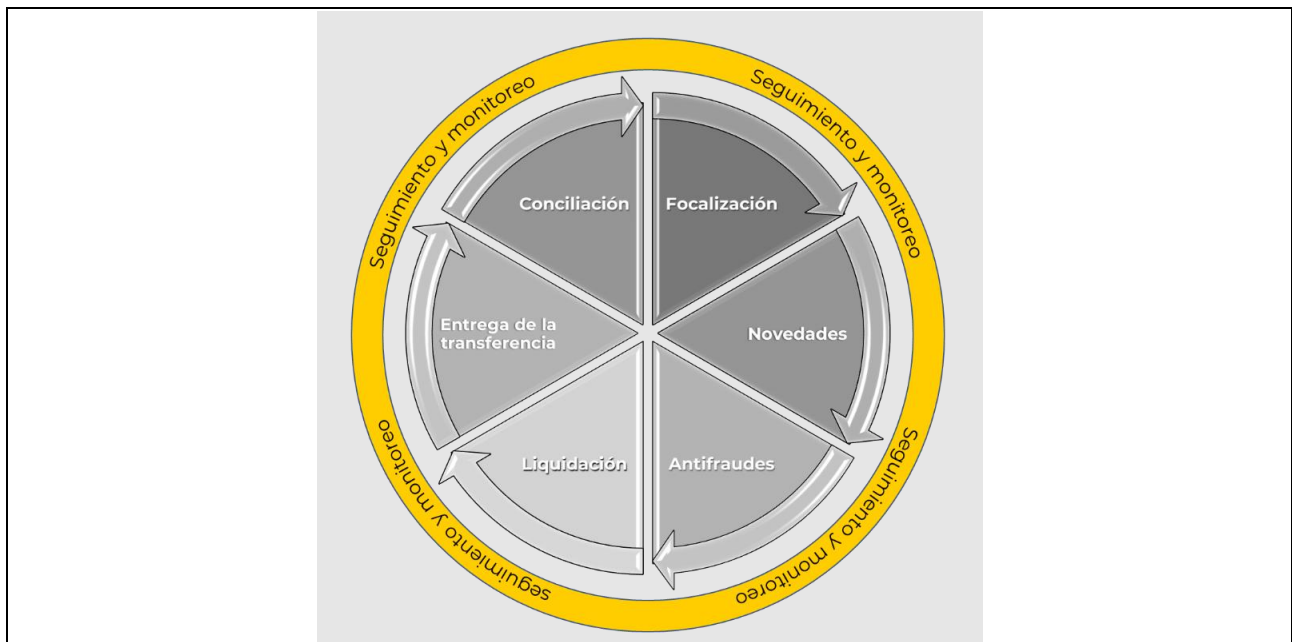 Seguimiento y monitoreo
Seguimiento y monitoreo
Conciliación
Focalización
Entrega de la
transferencia
Novedades
Liquidación
Antifraudes
seguimiento y monitoreo
Seguimiento y monitoreo